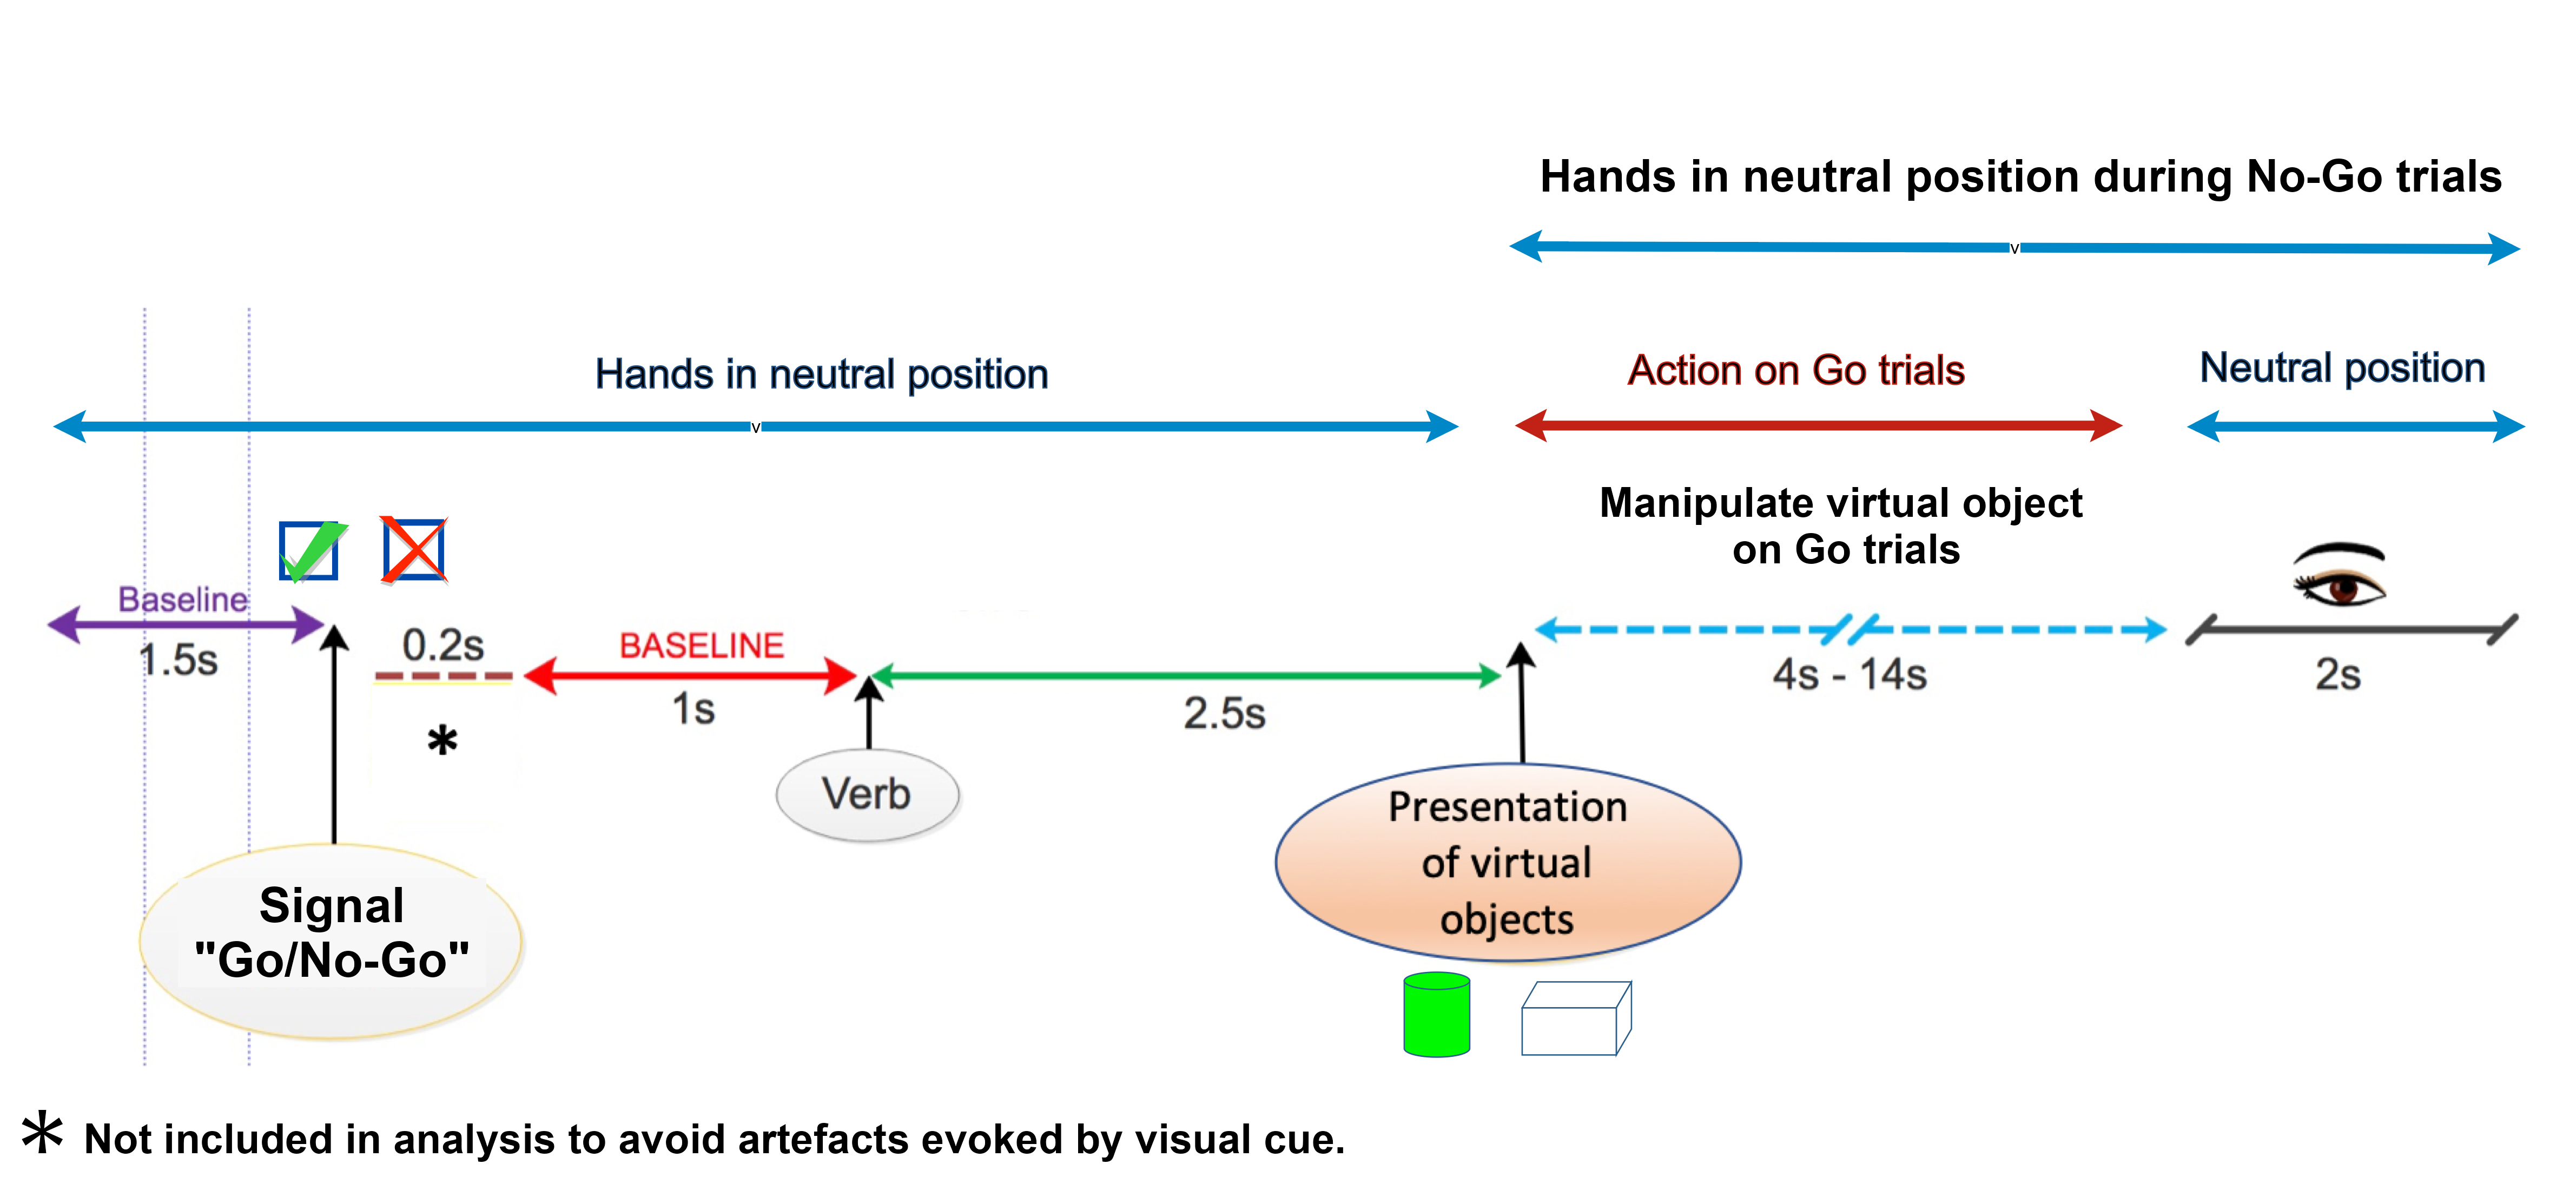 Hands in neutral position during No-Go trials
v
Hands in neutral position
Action on Go trials
Neutral position
v
Manipulate virtual object
on Go trials
Baseline
1.5s
0.2s
*
BASELINE
1s
2.5s
4s - 14s
2s
Verb
Signal
"Go/No-Go"
Presentation
of virtual
objects
* Not included in analysis to avoid artefacts evoked by visual cue.